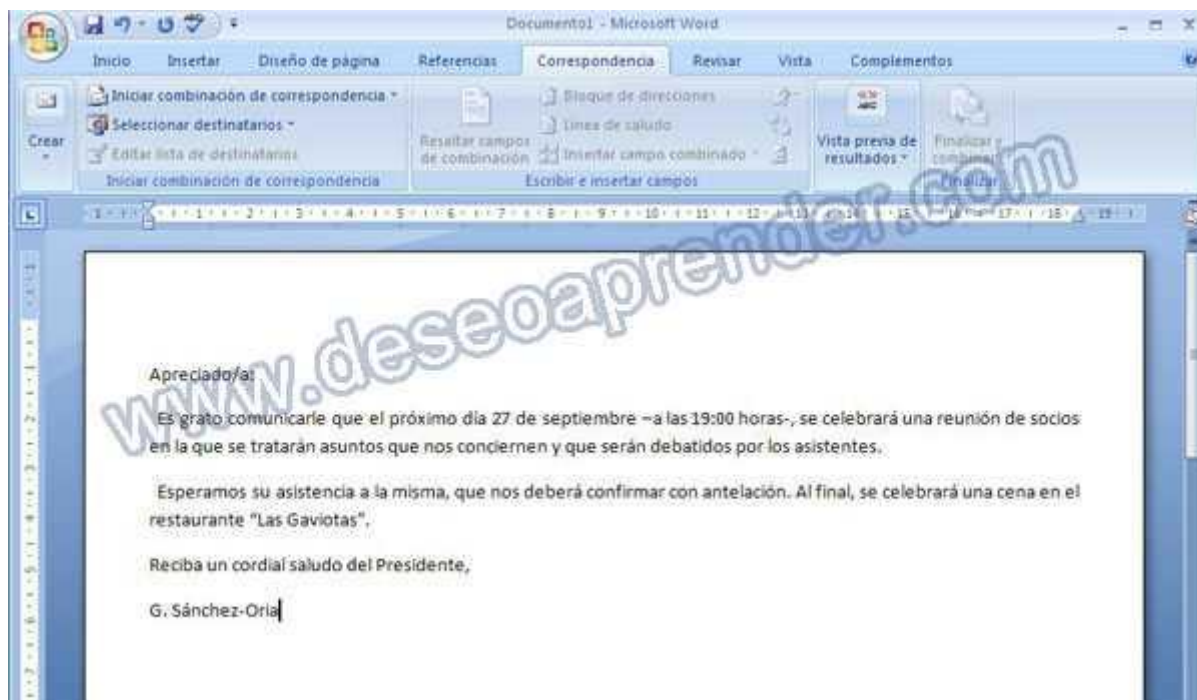 Documento1 - Microsoft Word
Inicio Insertar Diseño de página Referencias Correspondencia Revisar Vista Complementos
Crear
Iniciar combinación de correspondencia
Seleccionar destinatarios
Editar lista de destinatarios
Iniciar combinación de correspondencia
Resaltar campos de combinación
Bloque de direcciones
Línea de saludo
Insertar campo combinado
Escribir e insertar campos
Vista previa de resultados
Finalizar y combinar
Finalizar
www.deseoaprender.com
Apreciado/a:
Es grato comunicarle que el próximo día 27 de septiembre –a las 19:00 horas-, se celebrará una reunión de socios
en la que se tratarán asuntos que nos conciernen y que serán debatidos por los asistentes.
Esperamos su asistencia a la misma, que nos deberá confirmar con antelación. Al final, se celebrará una cena en el
restaurante "Las Gaviotas".
Reciba un cordial saludo del Presidente,
G. Sánchez-Oria